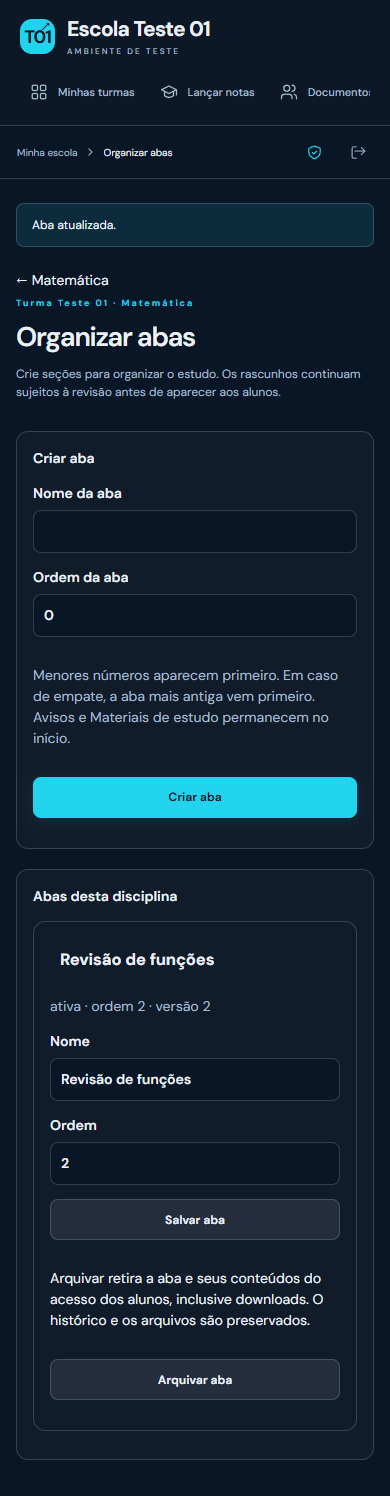 T01
Escola Teste 01
AMBIENTE DE TESTE
Minhas turmas
Lançar notas
Documentos
Minha escola
Organizar abas
Aba atualizada.
← Matemática
Turma Teste 01 · Matemática
Organizar abas
Crie seções para organizar o estudo. Os rascunhos continuam
sujeitos à revisão antes de aparecer aos alunos.
Criar aba
Nome da aba
Ordem da aba
0
Menores números aparecem primeiro. Em caso
de empate, a aba mais antiga vem primeiro.
Avisos e Materiais de estudo permanecem no
início.
Criar aba
Abas desta disciplina
Revisão de funções
ativa · ordem 2 · versão 2
Nome
Revisão de funções
Ordem
2
Salvar aba
Arquivar retira a aba e seus conteúdos do
acesso dos alunos, inclusive downloads. O
histórico e os arquivos são preservados.
Arquivar aba